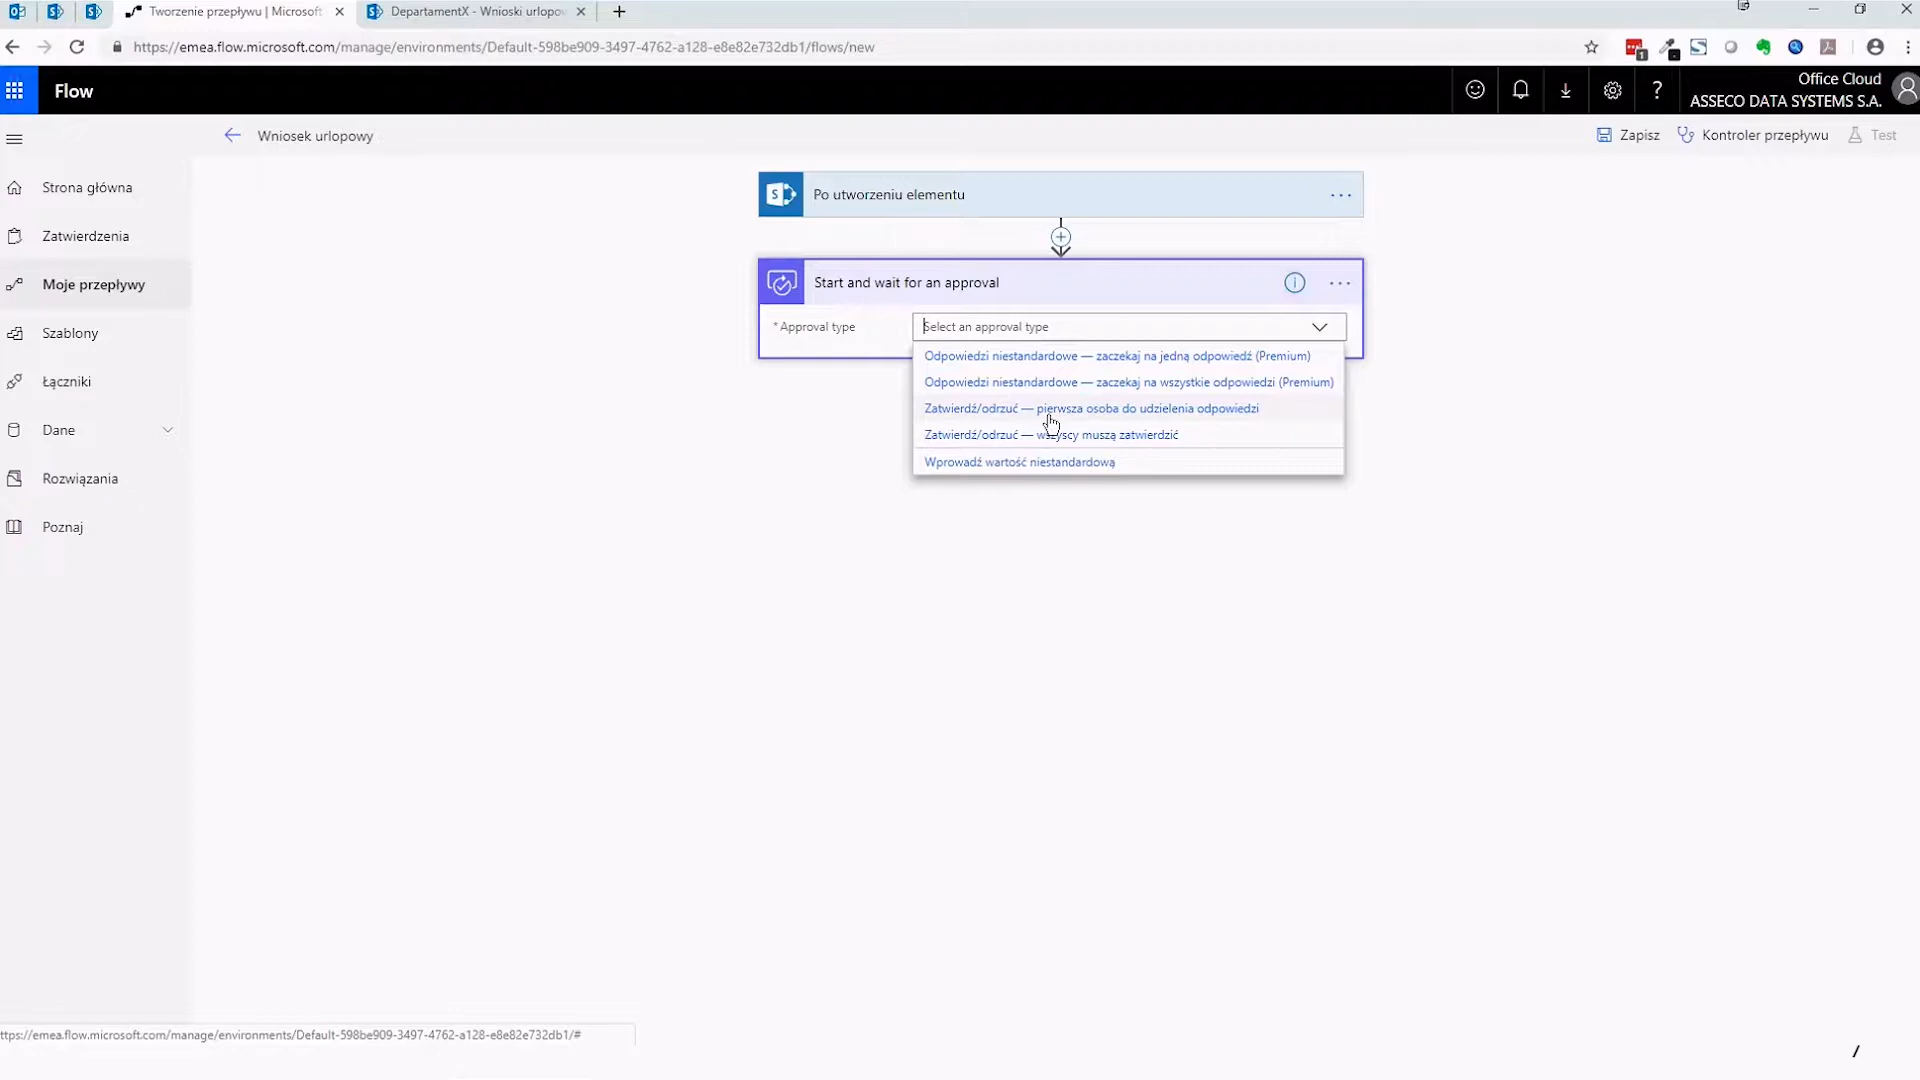 Tworzenie przepływu | Microsoft
DepartamentX - Wnioski urlopo
https://emea.flow.microsoft.com/manage/environments/Default-598be909-3497-4762-a128-e8e82e732db1/flows/new
1
Flow
?
Office Cloud
ASSECO DATA SYSTEMS S.A.
Wniosek urlopowy
Zapisz
Kontroler przepływu
Test
Strona główna
Zatwierdzenia
Moje przepływy
Szablony
Łączniki
Dane
Rozwiązania
Poznaj
S
Po utworzeniu elementu
Start and wait for an approval
* Approval type
Select an approval type
Odpowiedzi niestandardowe — zaczekaj na jedną odpowiedź (Premium)
Odpowiedzi niestandardowe — zaczekaj na wszystkie odpowiedzi (Premium)
Zatwierdź/odrzuć — pierwsza osoba do udzielenia odpowiedzi
Zatwierdź/odrzuć — wszyscy muszą zatwierdzić
Wprowadź wartość niestandardową
ttps://emea.flow.microsoft.com/manage/environments/Default-598be909-3497-4762-a128-e8e82e732db1/#
/